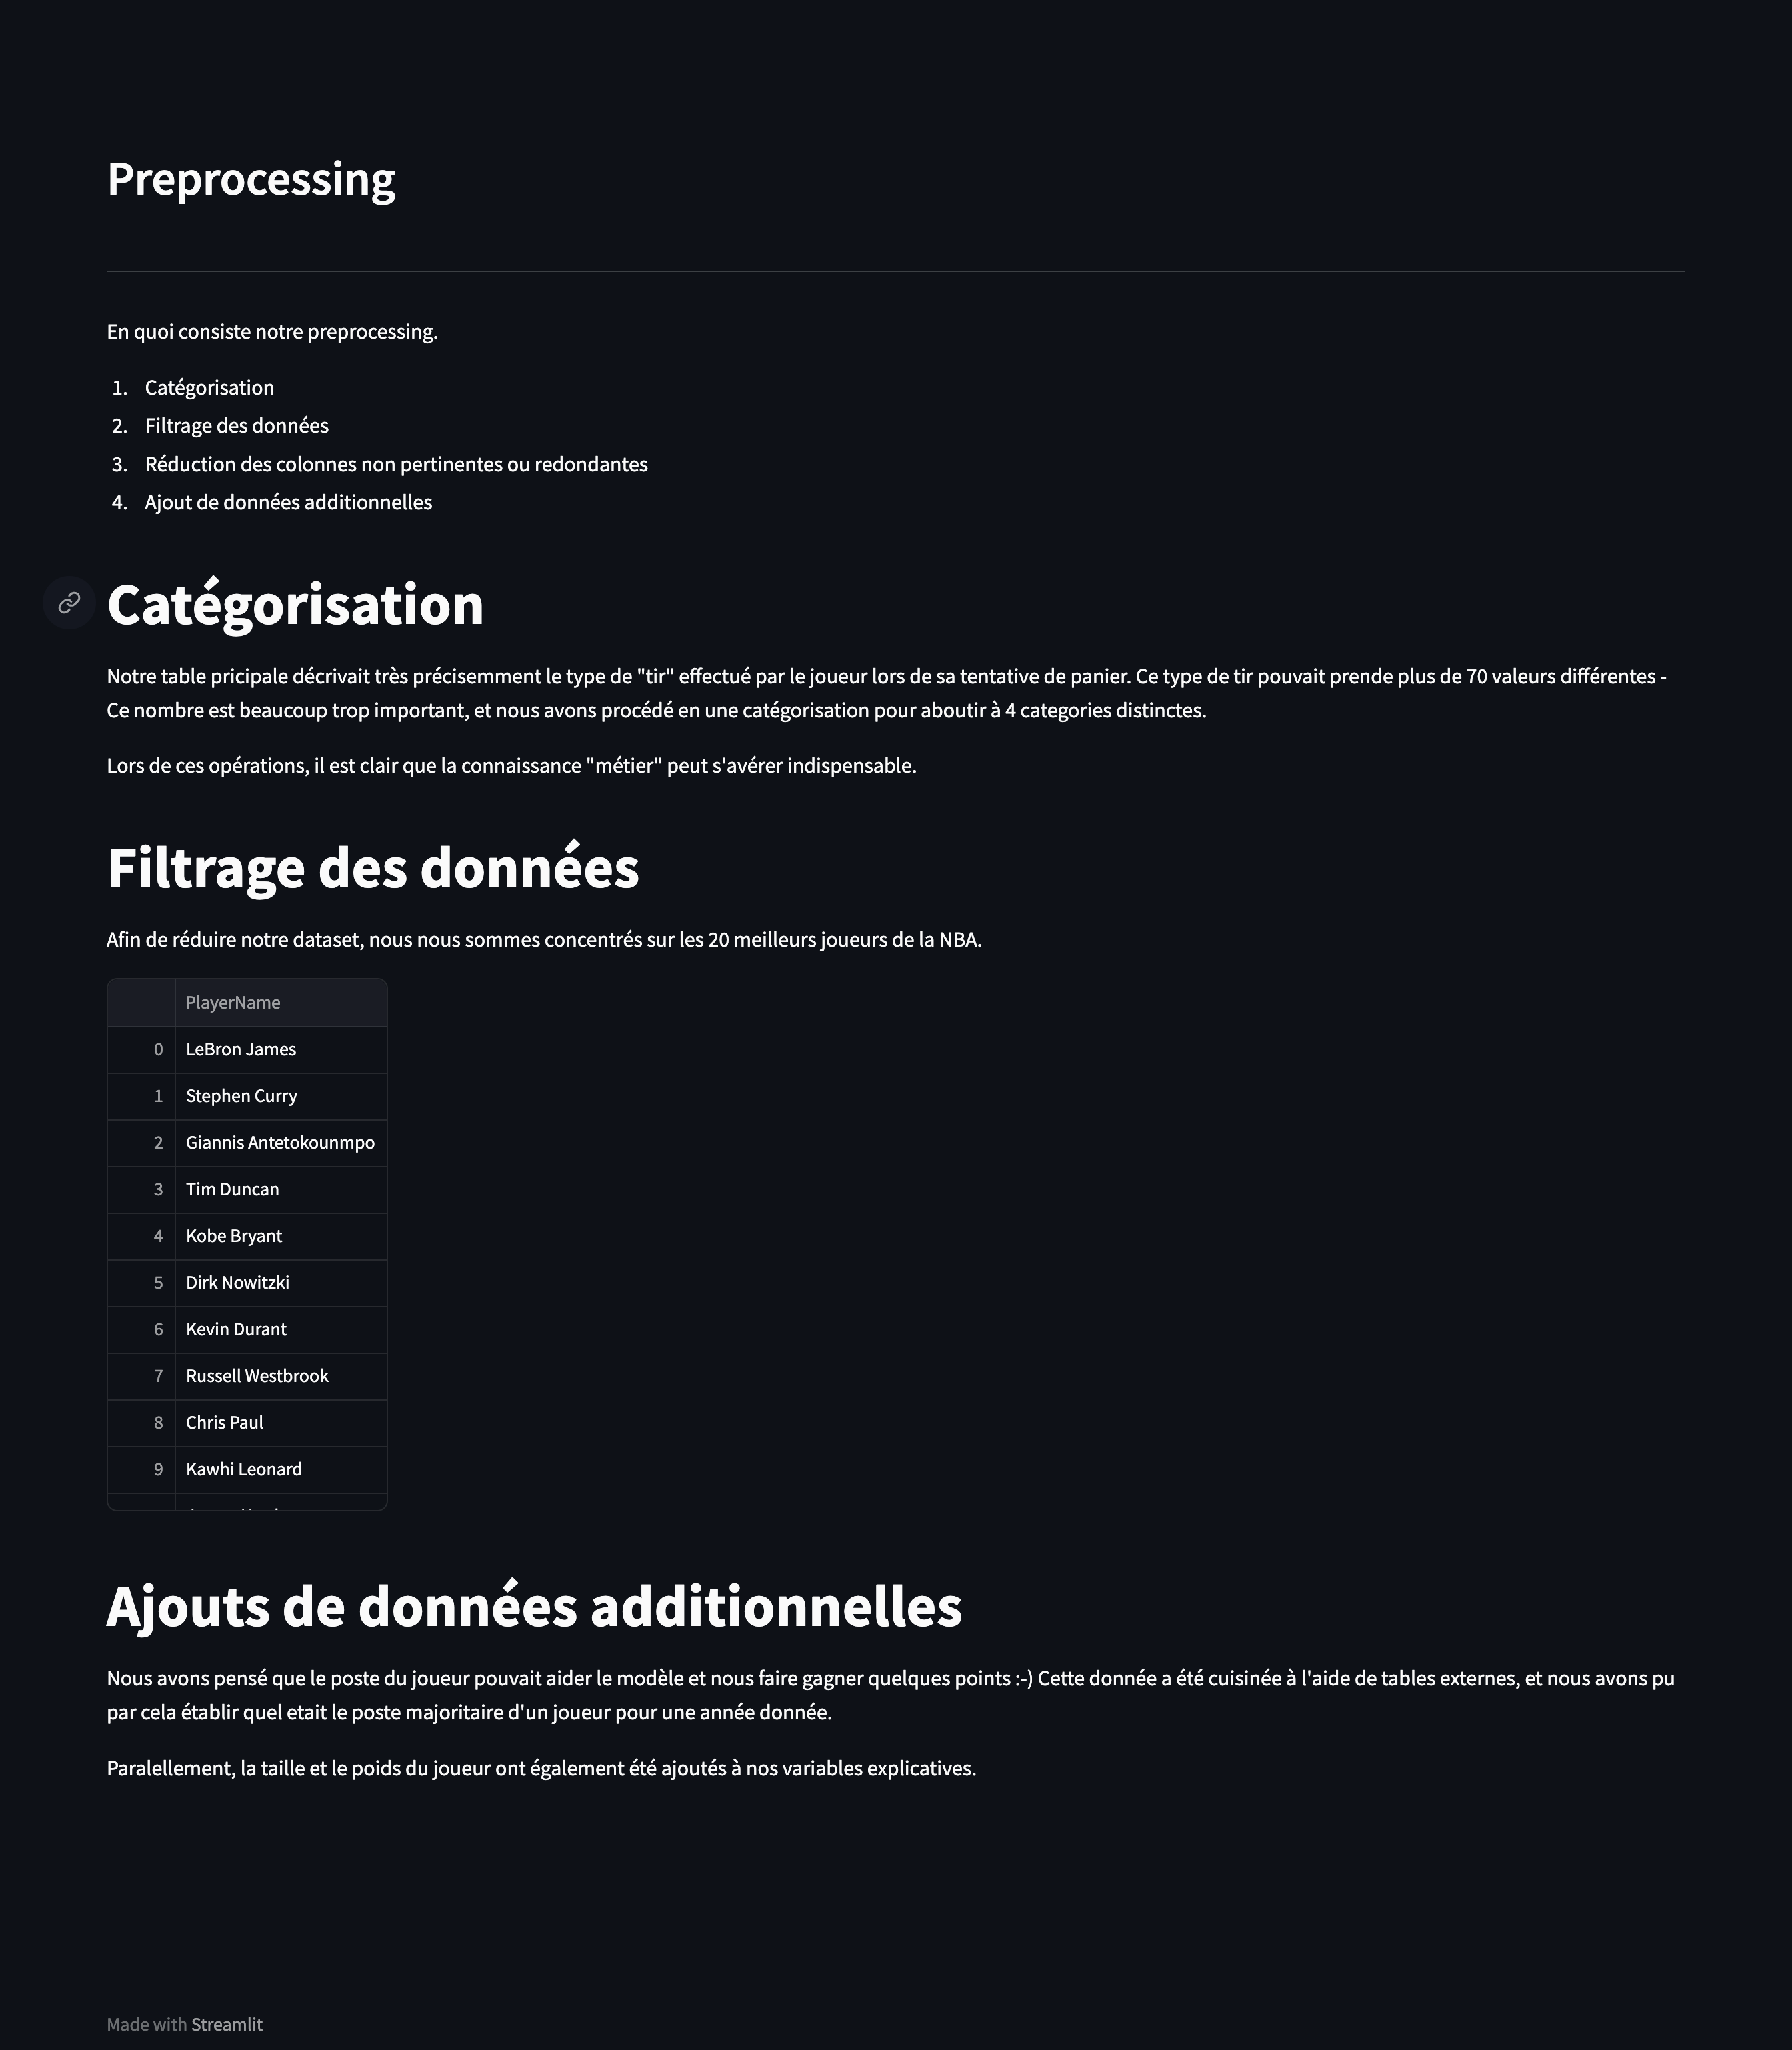 Preprocessing
En quoi consiste notre preprocessing.
1. Catégorisation
2. Filtrage des données
3. Réduction des colonnes non pertinentes ou redondantes
4. Ajout de données additionnelles
Catégorisation
Notre table pricipale décrivait très précisemment le type de "tir" effectué par le joueur lors de sa tentative de panier. Ce type de tir pouvait prende plus de 70 valeurs différentes -
Ce nombre est beaucoup trop important, et nous avons procédé en une catégorisation pour aboutir à 4 categories distinctes.
Lors de ces opérations, il est clair que la connaissance "métier" peut s'avérer indispensable.
Filtrage des données
Afin de réduire notre dataset, nous nous sommes concentrés sur les 20 meilleurs joueurs de la NBA.
PlayerName
0 LeBron James
1 Stephen Curry
2 Giannis Antetokounmpo
3 Tim Duncan
4 Kobe Bryant
5 Dirk Nowitzki
6 Kevin Durant
7 Russell Westbrook
8 Chris Paul
9 Kawhi Leonard
Ajouts de données additionnelles
Nous avons pensé que le poste du joueur pouvait aider le modèle et nous faire gagner quelques points :-) Cette donnée a été cuisinée à l'aide de tables externes, et nous avons pu
par cela établir quel etait le poste majoritaire d'un joueur pour une année donnée.
Paralellement, la taille et le poids du joueur ont également été ajoutés à nos variables explicatives.
Made with Streamlit